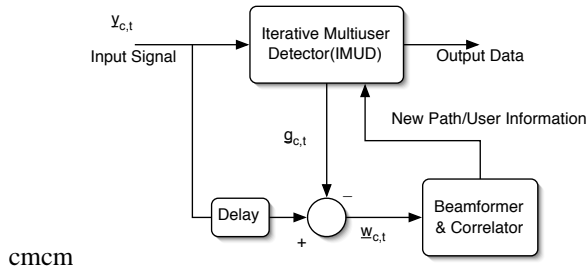 y_c,t
Input Signal
Iterative Multiuser
Detector(IMUD)
Output Data
New Path/User Information
g_c,t
Delay
−
+
w_c,t
Beamformer
& Correlator
cmcm